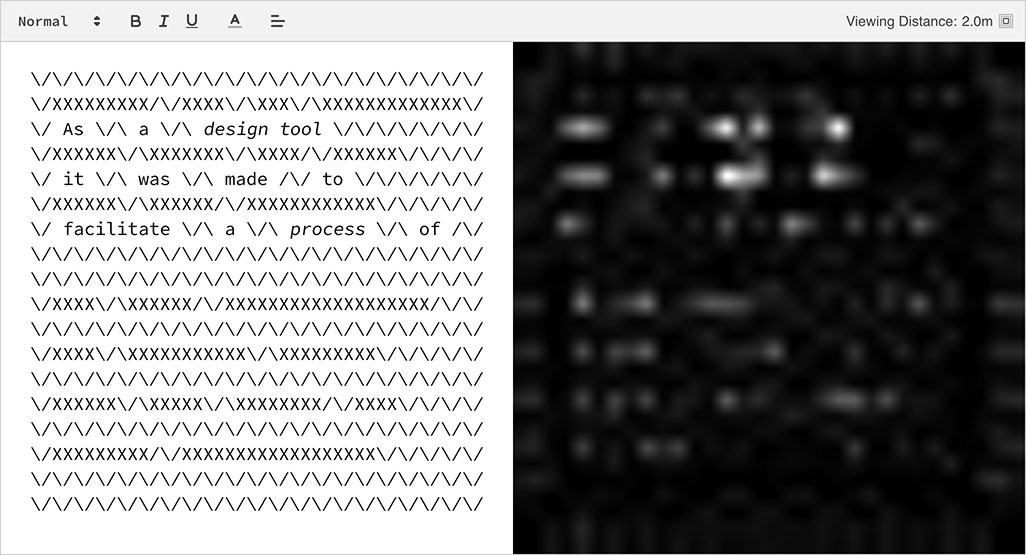 Normal B I U A
Viewing Distance: 2.0m
\/\/\/\/\/\/\/\/\/\/\/\/\/\/\/\/\/\/\/\/\/
\/XXXXXXXXX/\/XXXX\/\XXX\/\XXXXXXXXXXXXX\/
\/ As \/\ a \/\ design tool \/\/\/\/\/\/\/
\/XXXXXX\/\XXXXXXX\/\XXXX/\/XXXXXX\/\/\/\/
\/ it \/\ was \/\ made /\/ to \/\/\/\/\/\/
\/XXXXXX\/\XXXXXX/\/XXXXXXXXXXXX\/\/\/\/\/
\/ facilitate \/\ a \/\ process \/\ of /\/
\/\/\/\/\/\/\/\/\/\/\/\/\/\/\/\/\/\/\/\/\/
\/\/\/\/\/\/\/\/\/\/\/\/\/\/\/\/\/\/\/\/\/
\/XXXX\/\XXXXXX/\/XXXXXXXXXXXXXXXXXXX/\/\/
\/\/\/\/\/\/\/\/\/\/\/\/\/\/\/\/\/\/\/\/\/
\/XXXX\/\XXXXXXXXXXX\/\XXXXXXXXX\/\/\/\/\/
\/\/\/\/\/\/\/\/\/\/\/\/\/\/\/\/\/\/\/\/\/
\/XXXXXX\/\XXXXX\/\XXXXXXXX/\/XXXX\/\/\/\/
\/\/\/\/\/\/\/\/\/\/\/\/\/\/\/\/\/\/\/\/\/
\/XXXXXXXXX/\/XXXXXXXXXXXXXXXXXX\/\/\/\/\/
\/\/\/\/\/\/\/\/\/\/\/\/\/\/\/\/\/\/\/\/\/
\/\/\/\/\/\/\/\/\/\/\/\/\/\/\/\/\/\/\/\/\/